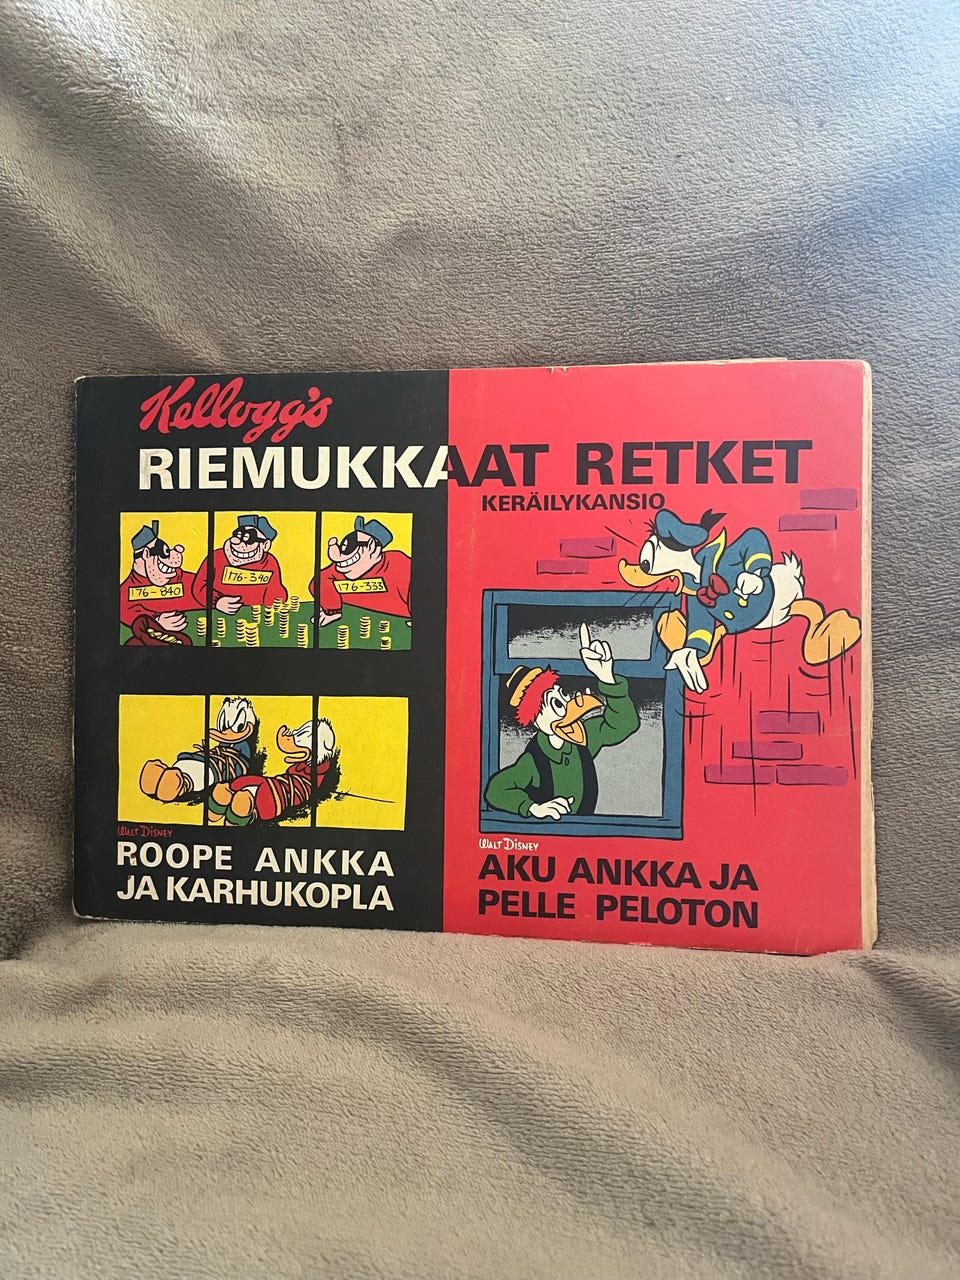 Kellogg's
RIEMUKKAAT RETKET
KERÄILYKANSIO
176-840
176-340
176-333
WALT DISNEY
ROOPE ANKKA
JA KARHUKOPLA
WALT DISNEY
AKU ANKKA JA
PELLE PELOTON